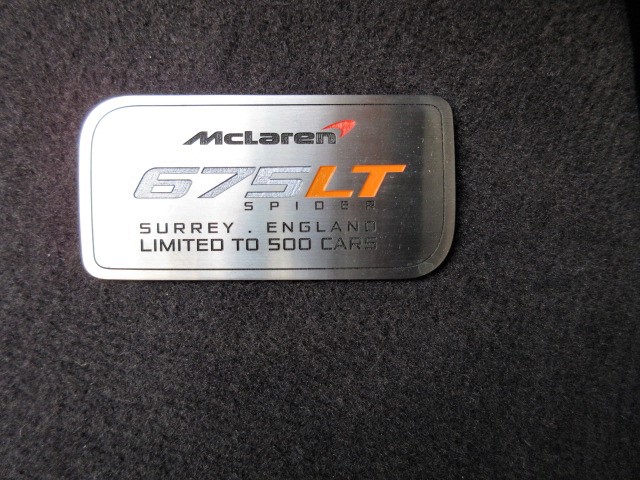 McLaren
675LT
SPIDER
SURREY . ENGLAND
LIMITED TO 500 CARS